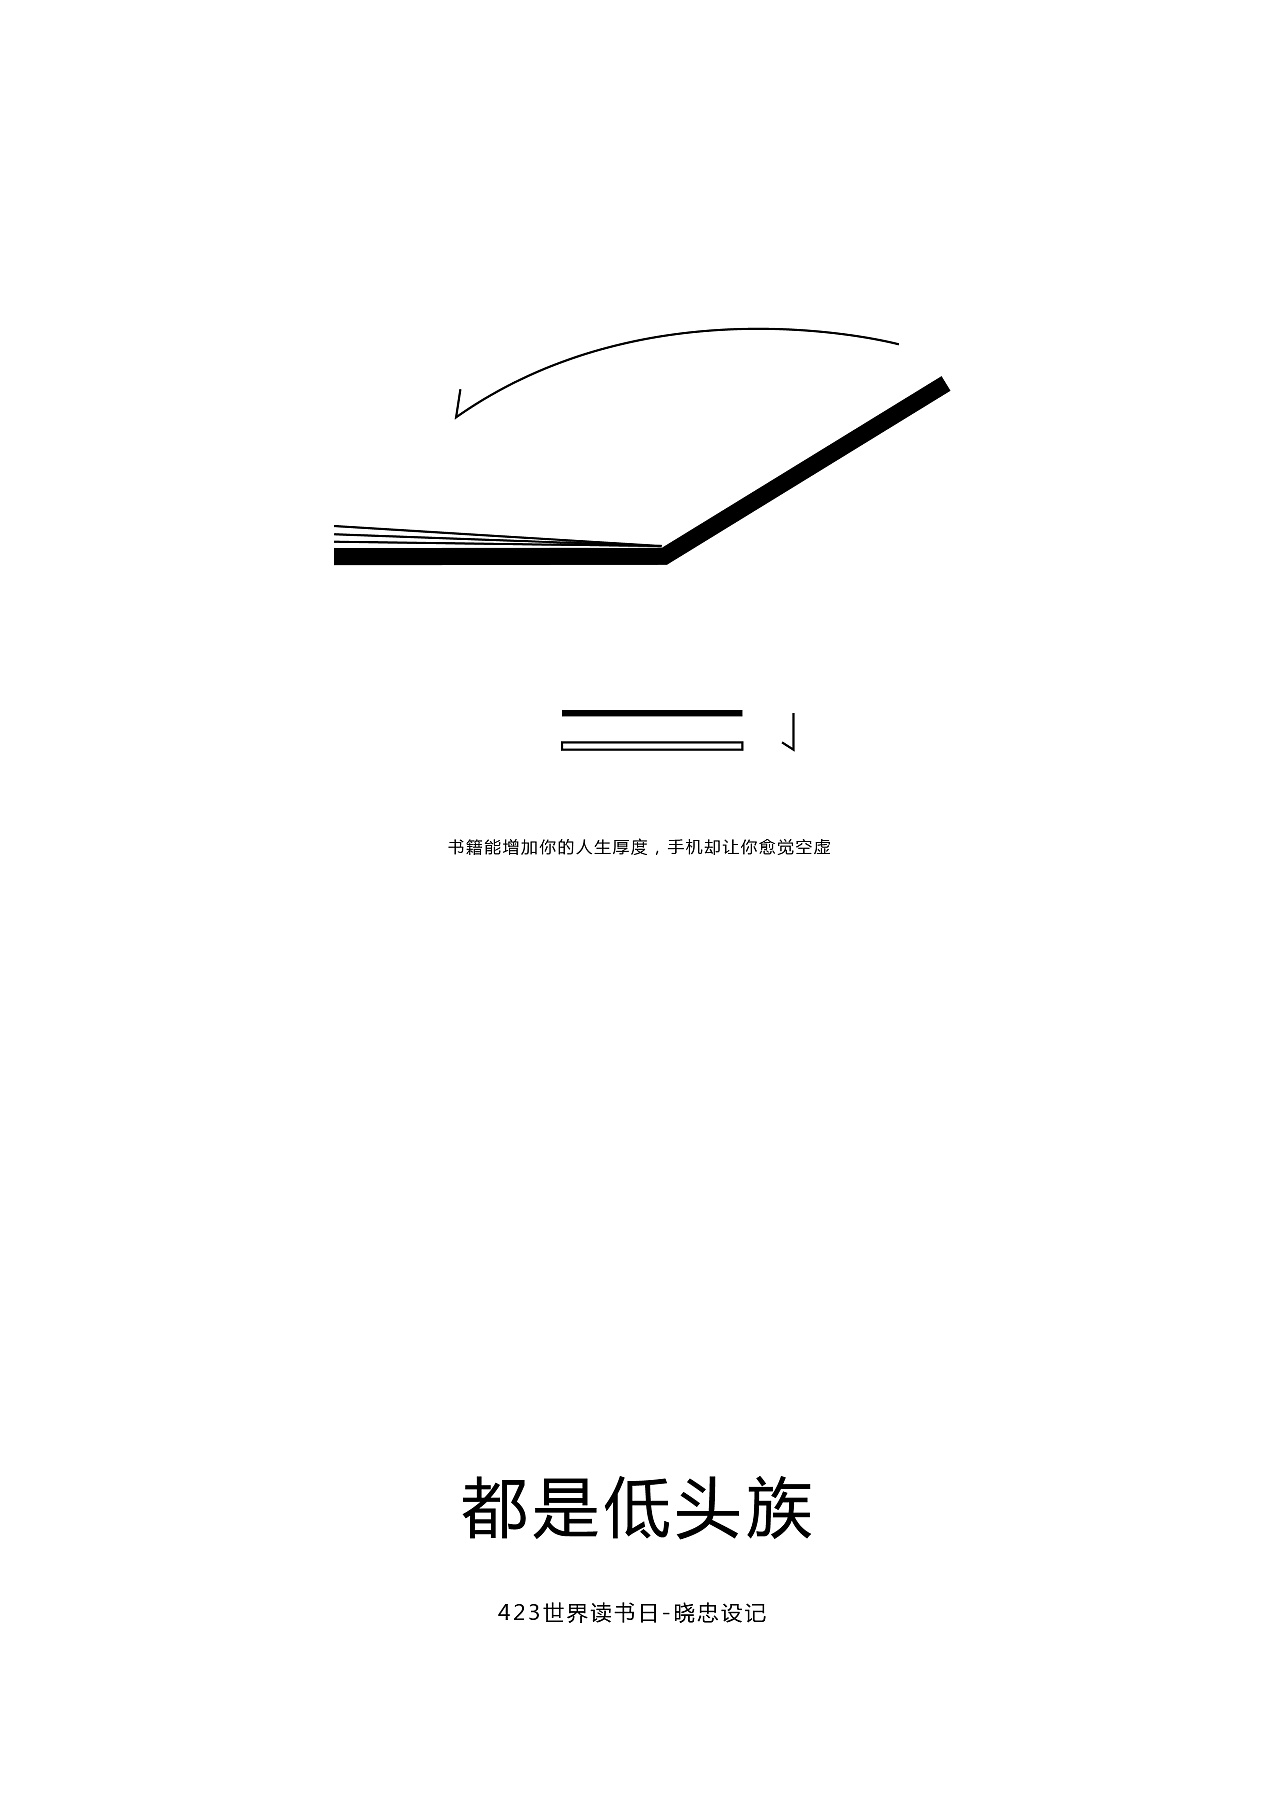 书籍能增加你的人生厚度，手机却让你愈觉空虚
都是低头族
423世界读书日-晓忠设记